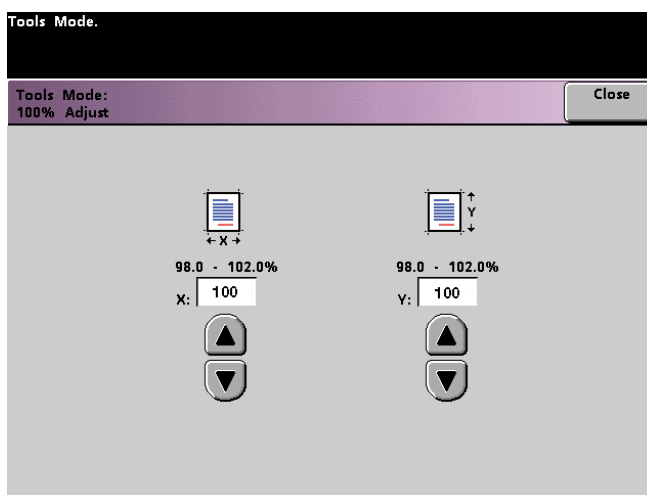 Tools Mode.
Tools Mode:
100% Adjust
Close
X
Y
98.0 - 102.0%
98.0 - 102.0%
X: 100
Y: 100